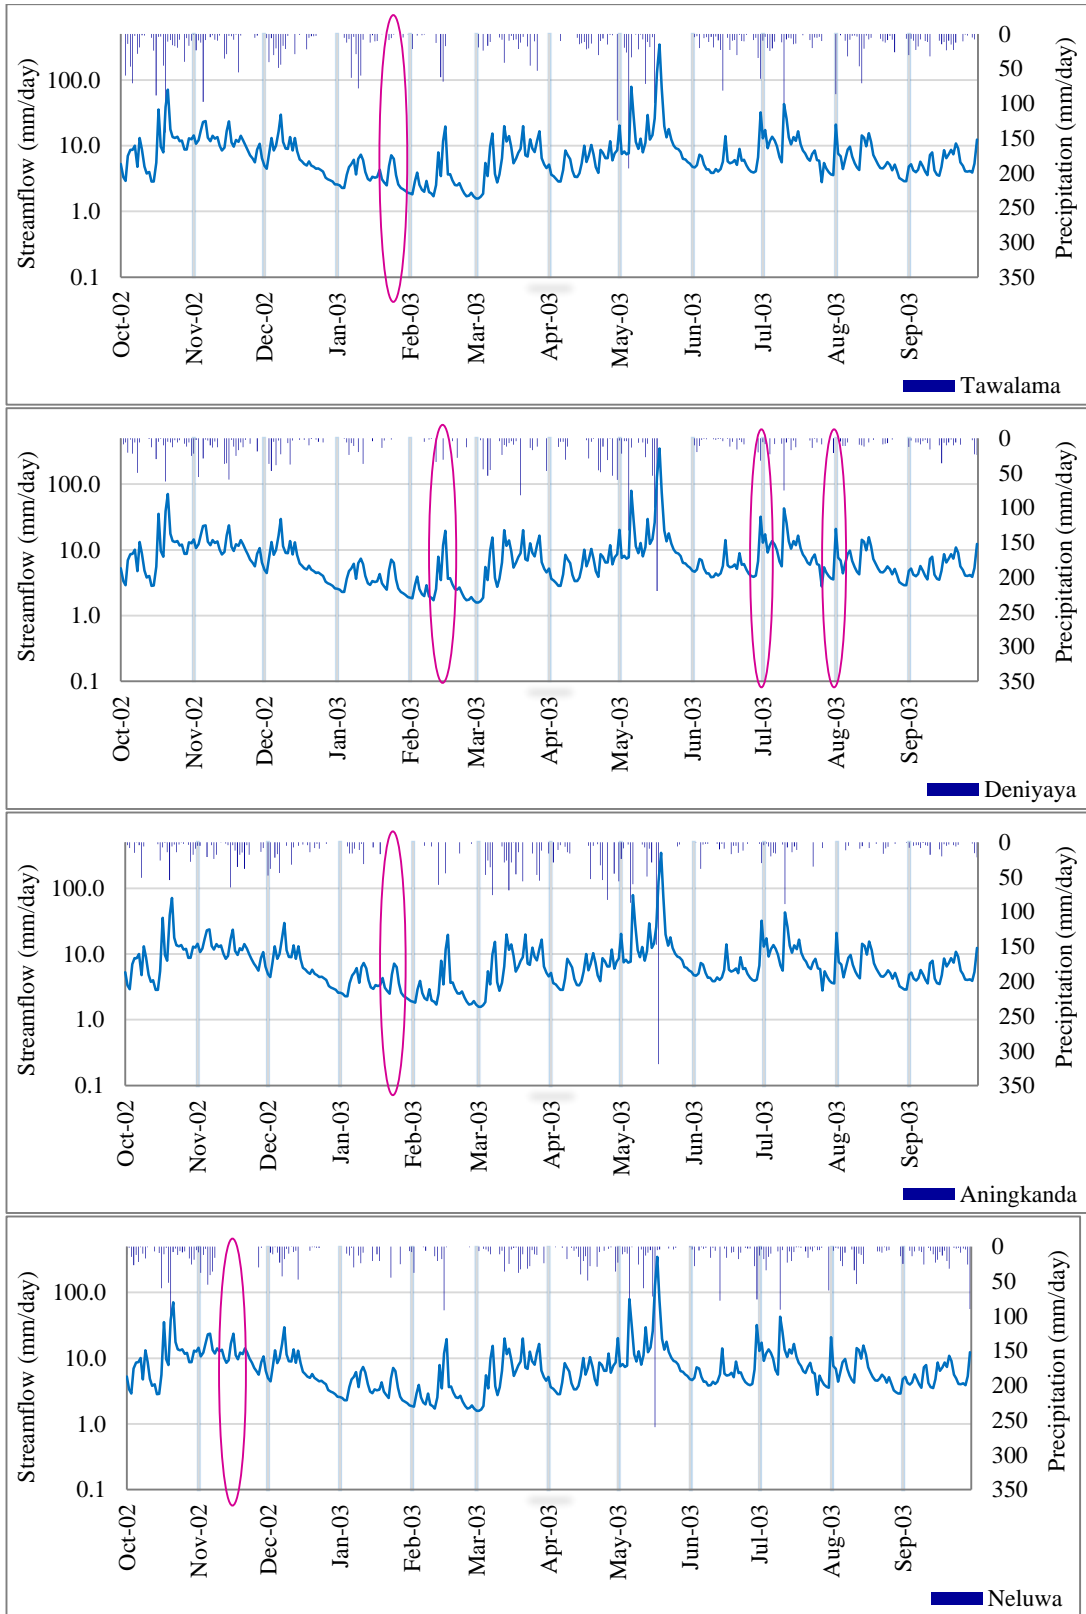 Streamflow (mm/day)
100.0
10.0
1.0
0.1
0
50
100
150
200
250
300
350
Precipitation (mm/day)
Oct-02
Nov-02
Dec-02
Jan-03
Feb-03
Mar-03
Apr-03
May-03
Jun-03
Jul-03
Aug-03
Sep-03
Tawalama
Streamflow (mm/day)
100.0
10.0
1.0
0.1
0
50
100
150
200
250
300
350
Precipitation (mm/day)
Oct-02
Nov-02
Dec-02
Jan-03
Feb-03
Mar-03
Apr-03
May-03
Jun-03
Jul-03
Aug-03
Sep-03
Deniyaya
Streamflow (mm/day)
100.0
10.0
1.0
0.1
0
50
100
150
200
250
300
350
Precipitation (mm/day)
Oct-02
Nov-02
Dec-02
Jan-03
Feb-03
Mar-03
Apr-03
May-03
Jun-03
Jul-03
Aug-03
Sep-03
Aningkanda
Streamflow (mm/day)
100.0
10.0
1.0
0.1
0
50
100
150
200
250
300
350
Precipitation (mm/day)
Oct-02
Nov-02
Dec-02
Jan-03
Feb-03
Mar-03
Apr-03
May-03
Jun-03
Jul-03
Aug-03
Sep-03
Neluwa